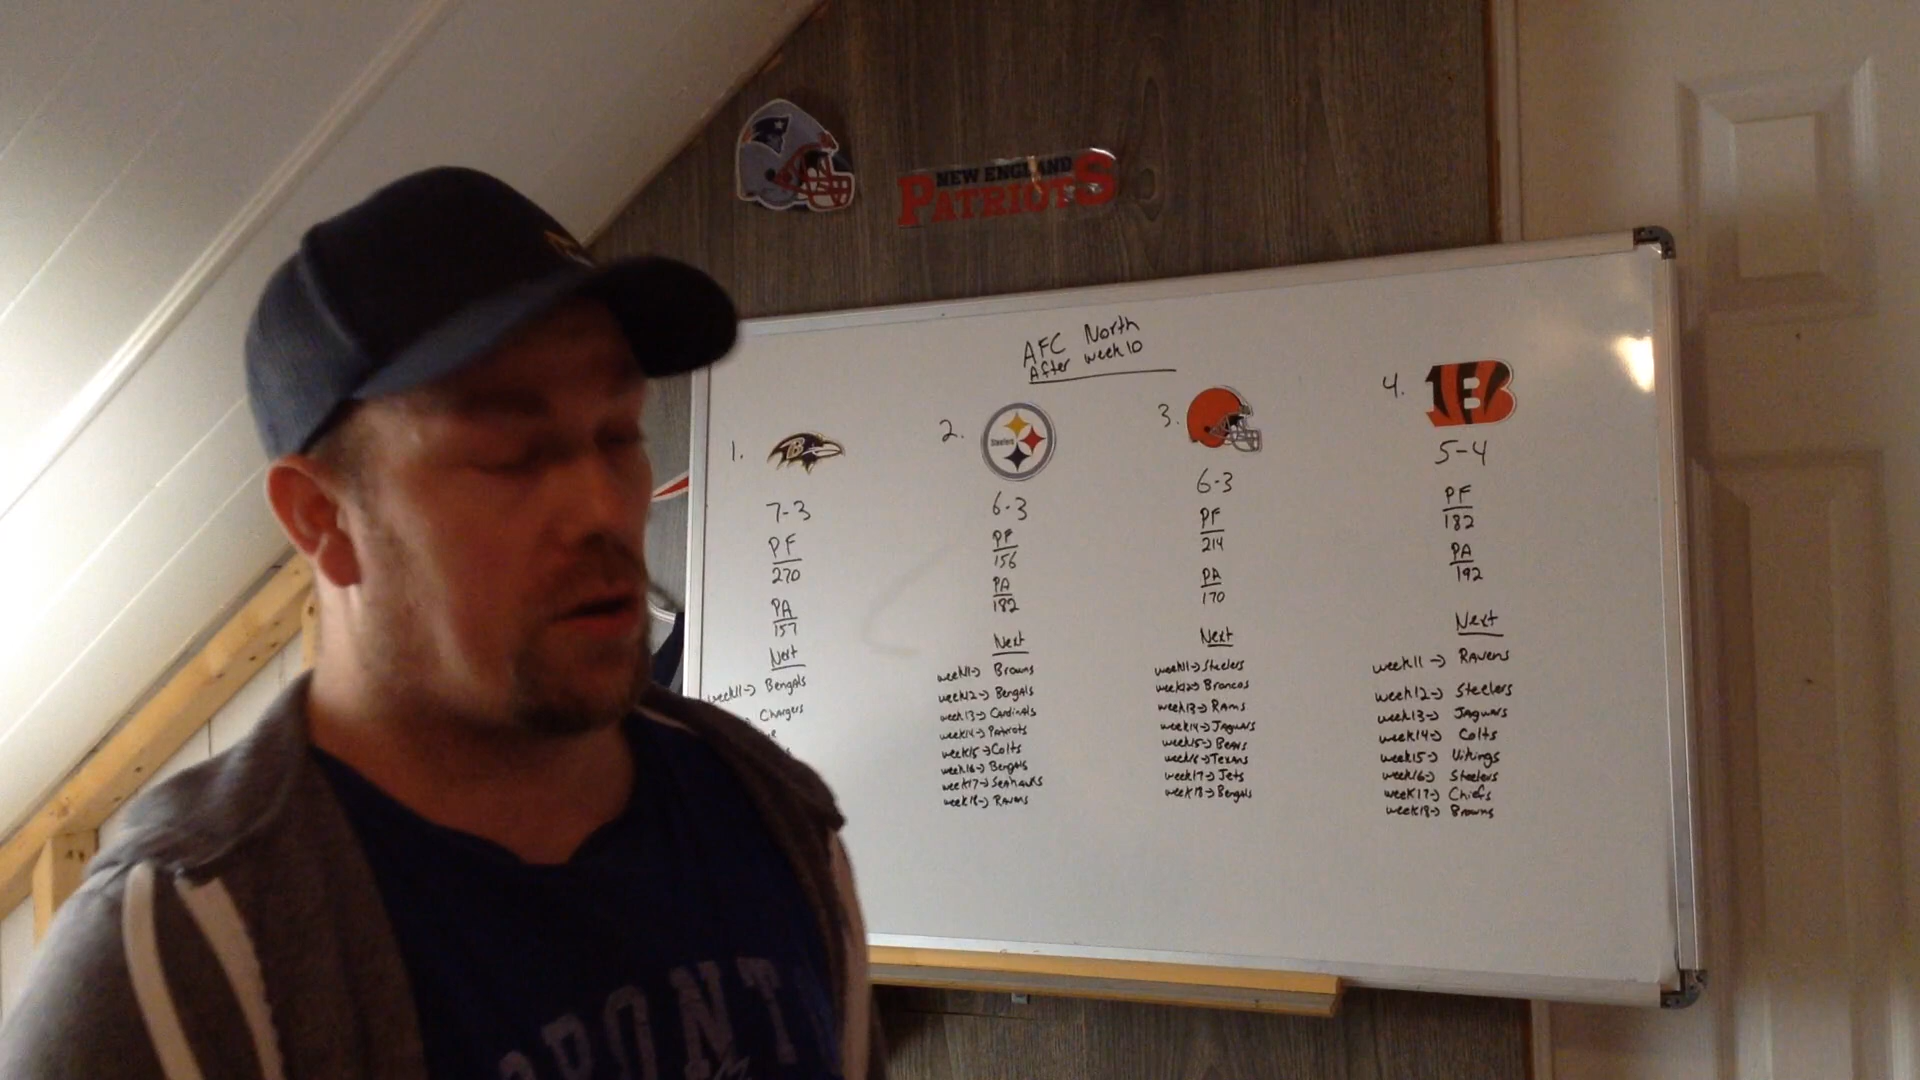 NEW ENGLAND
PATRIOTS
AFC North
After week 10
1.
7-3
PF
270
PA
157
Next
week11-> Bengals
Chargers
2.
Steelers
6-3
PF
156
PA
182
Next
week11-> Browns
week12-> Bengals
week13-> Cardinals
week14-> Patriots
week15-> Colts
week16-> Bengals
week17-> Seahawks
week18-> Ravens
3.
6-3
PF
214
PA
170
Next
week11-> Steelers
week12-> Broncos
week13-> Rams
week14-> Jaguars
week15-> Bears
week16-> Texans
week17-> Jets
week18-> Bengals
4.
B
5-4
PF
182
PA
192
Next
week11-> Ravens
week12-> Steelers
week13-> Jaguars
week14-> Colts
week15-> Vikings
week16-> Steelers
week17-> Chiefs
week18-> Browns